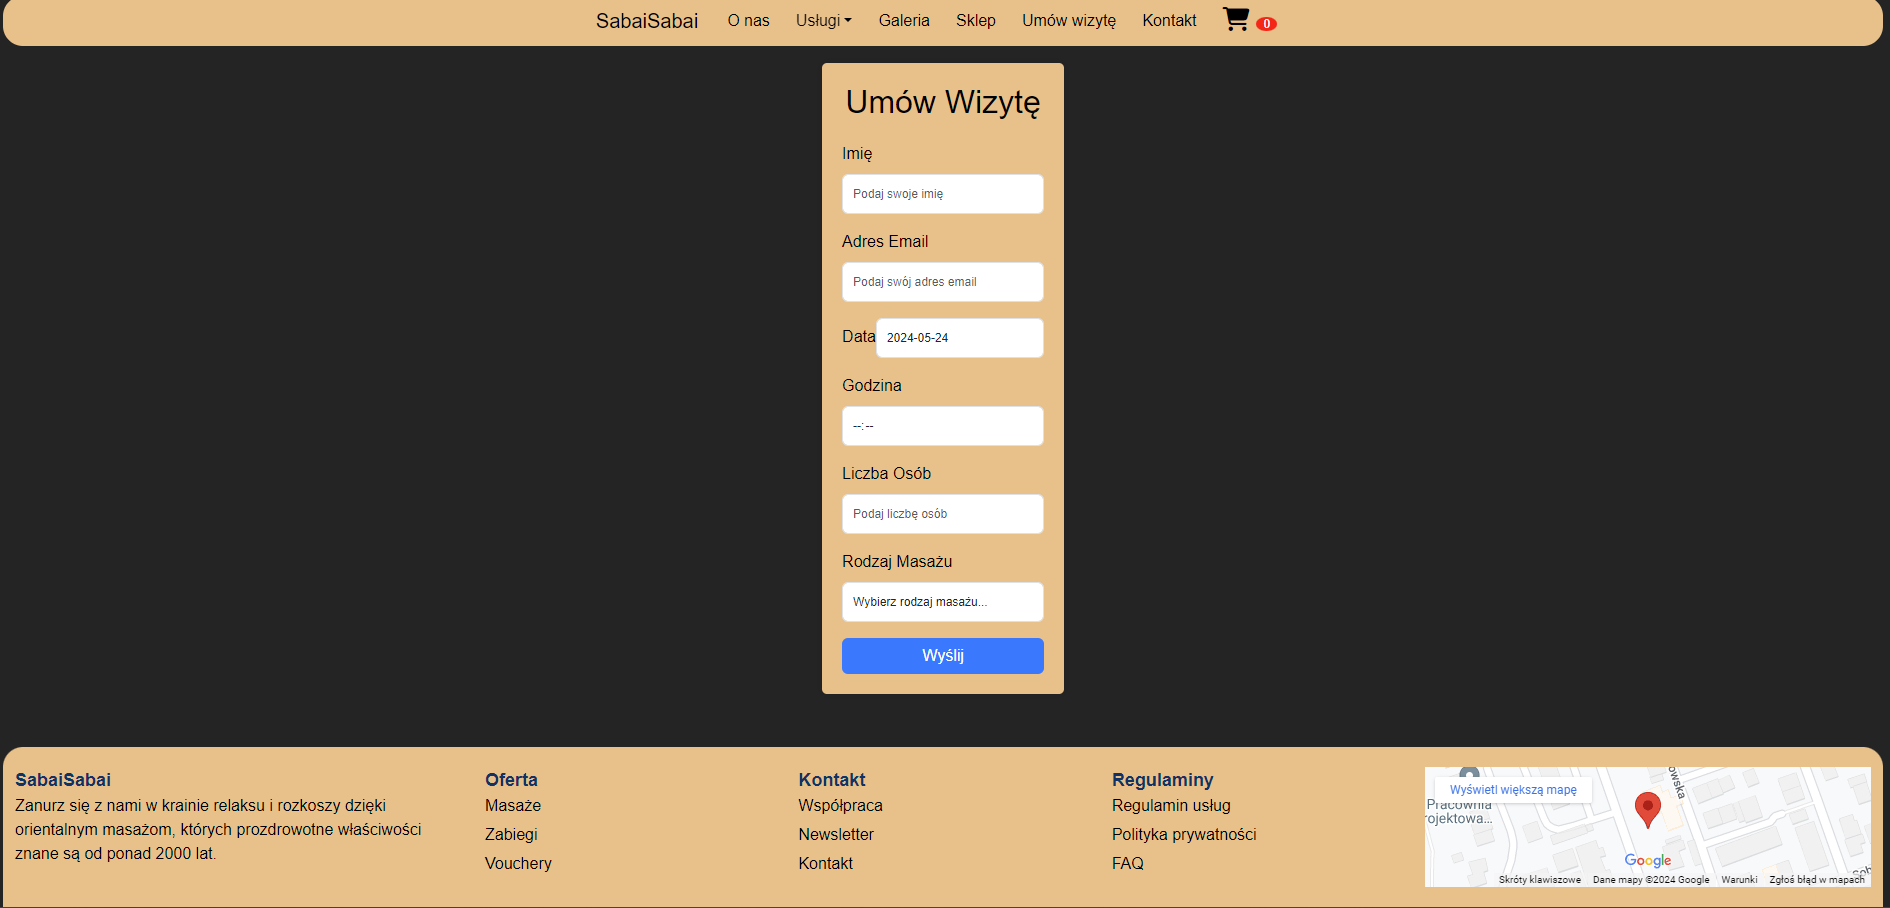 SabaiSabai O nas Usługi Galeria Sklep Umów wizytę Kontakt 0
Umów Wizytę
Imię
Podaj swoje imię
Adres Email
Podaj swój adres email
Data 2024-05-24
Godzina
--:--
Liczba Osób
Podaj liczbę osób
Rodzaj Masażu
Wybierz rodzaj masażu...
Wyślij
SabaiSabai
Zanurz się z nami w krainie relaksu i rozkoszy dzięki
orientalnym masażom, których prozdrowotne właściwości
znane są od ponad 2000 lat.
Oferta
Masaże
Zabiegi
Vouchery
Kontakt
Współpraca
Newsletter
Kontakt
Regulaminy
Regulamin usług
Polityka prywatności
FAQ
Wyświetl większą mapę
Pracownia
rojektowa...
owska
Google
Sob
Skróty klawiszowe Dane mapy ©2024 Google Warunki Zgłoś błąd w mapach